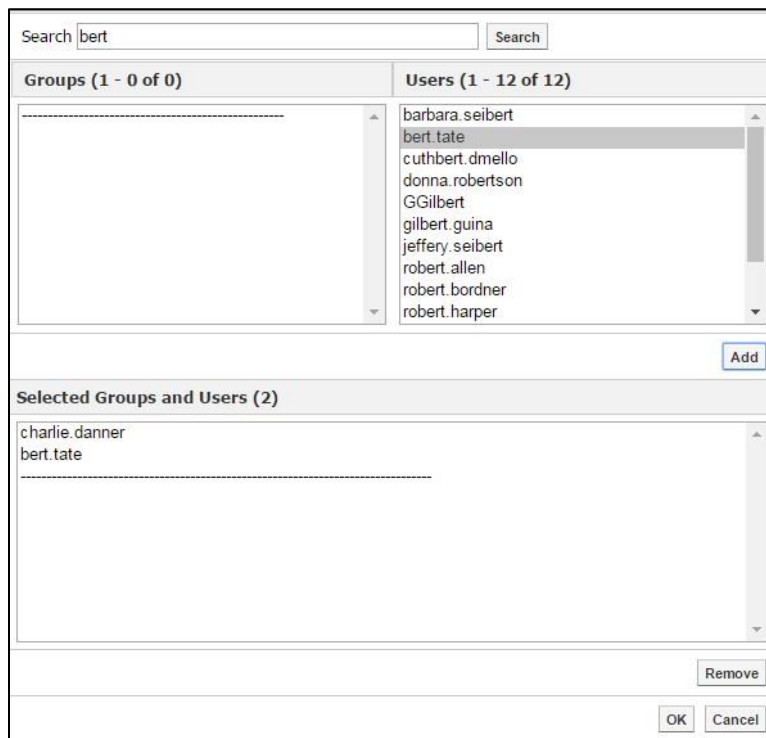 Search bert Search
Groups (1 - 0 of 0)
Users (1 - 12 of 12)
barbara.seibert
bert.tate
cuthbert.dmello
donna.robertson
GGilbert
gilbert.guina
jeffery.seibert
robert.allen
robert.bordner
robert.harper
Add
Selected Groups and Users (2)
charlie.danner
bert.tate
Remove
OK Cancel